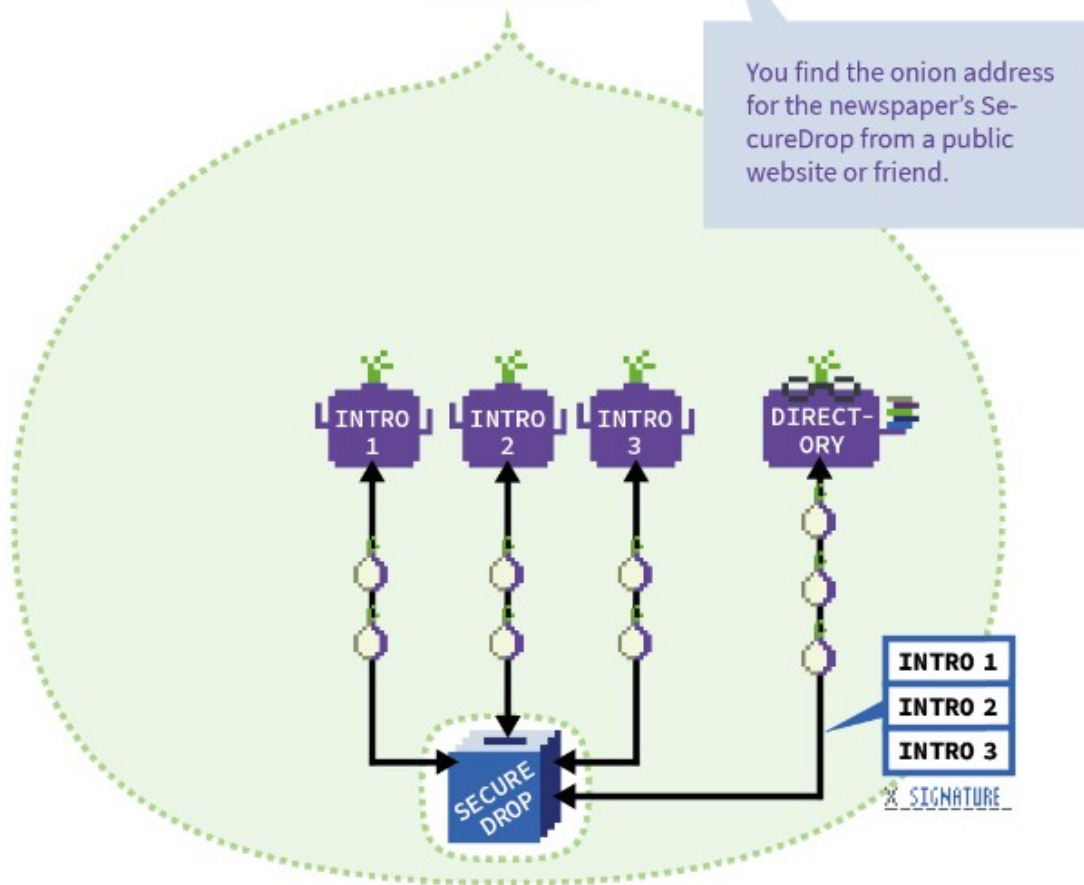 You find the onion address
for the newspaper's Se-
cureDrop from a public
website or friend.
INTRO
1
INTRO
2
INTRO
3
DIRECT-
ORY
INTRO 1
INTRO 2
INTRO 3
X SIGNATURE
SECURE
DROP